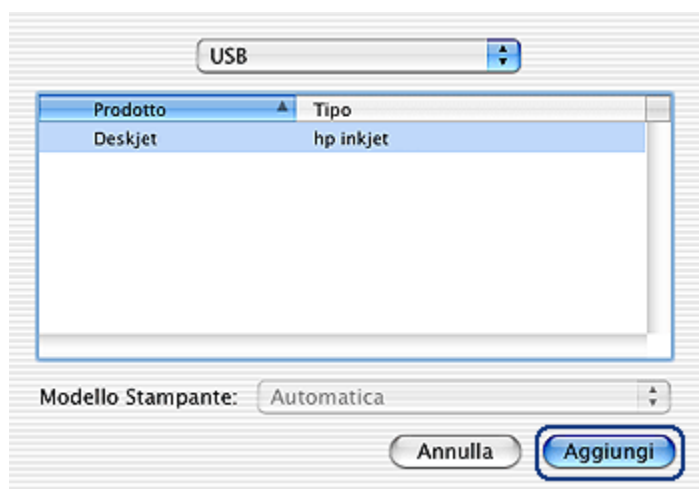 USB
Prodotto Tipo
Deskjet hp inkjet
Modello Stampante: Automatica
Annulla Aggiungi